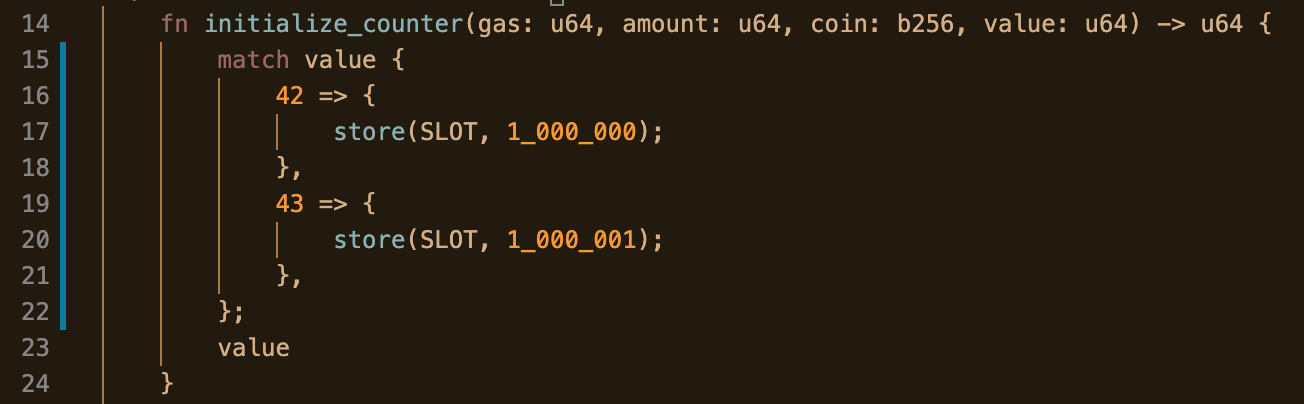 14 fn initialize_counter(gas: u64, amount: u64, coin: b256, value: u64) -> u64 {
15 match value {
16 42 => {
17 store(SLOT, 1_000_000);
18 },
19 43 => {
20 store(SLOT, 1_000_001);
21 },
22 };
23 value
24 }